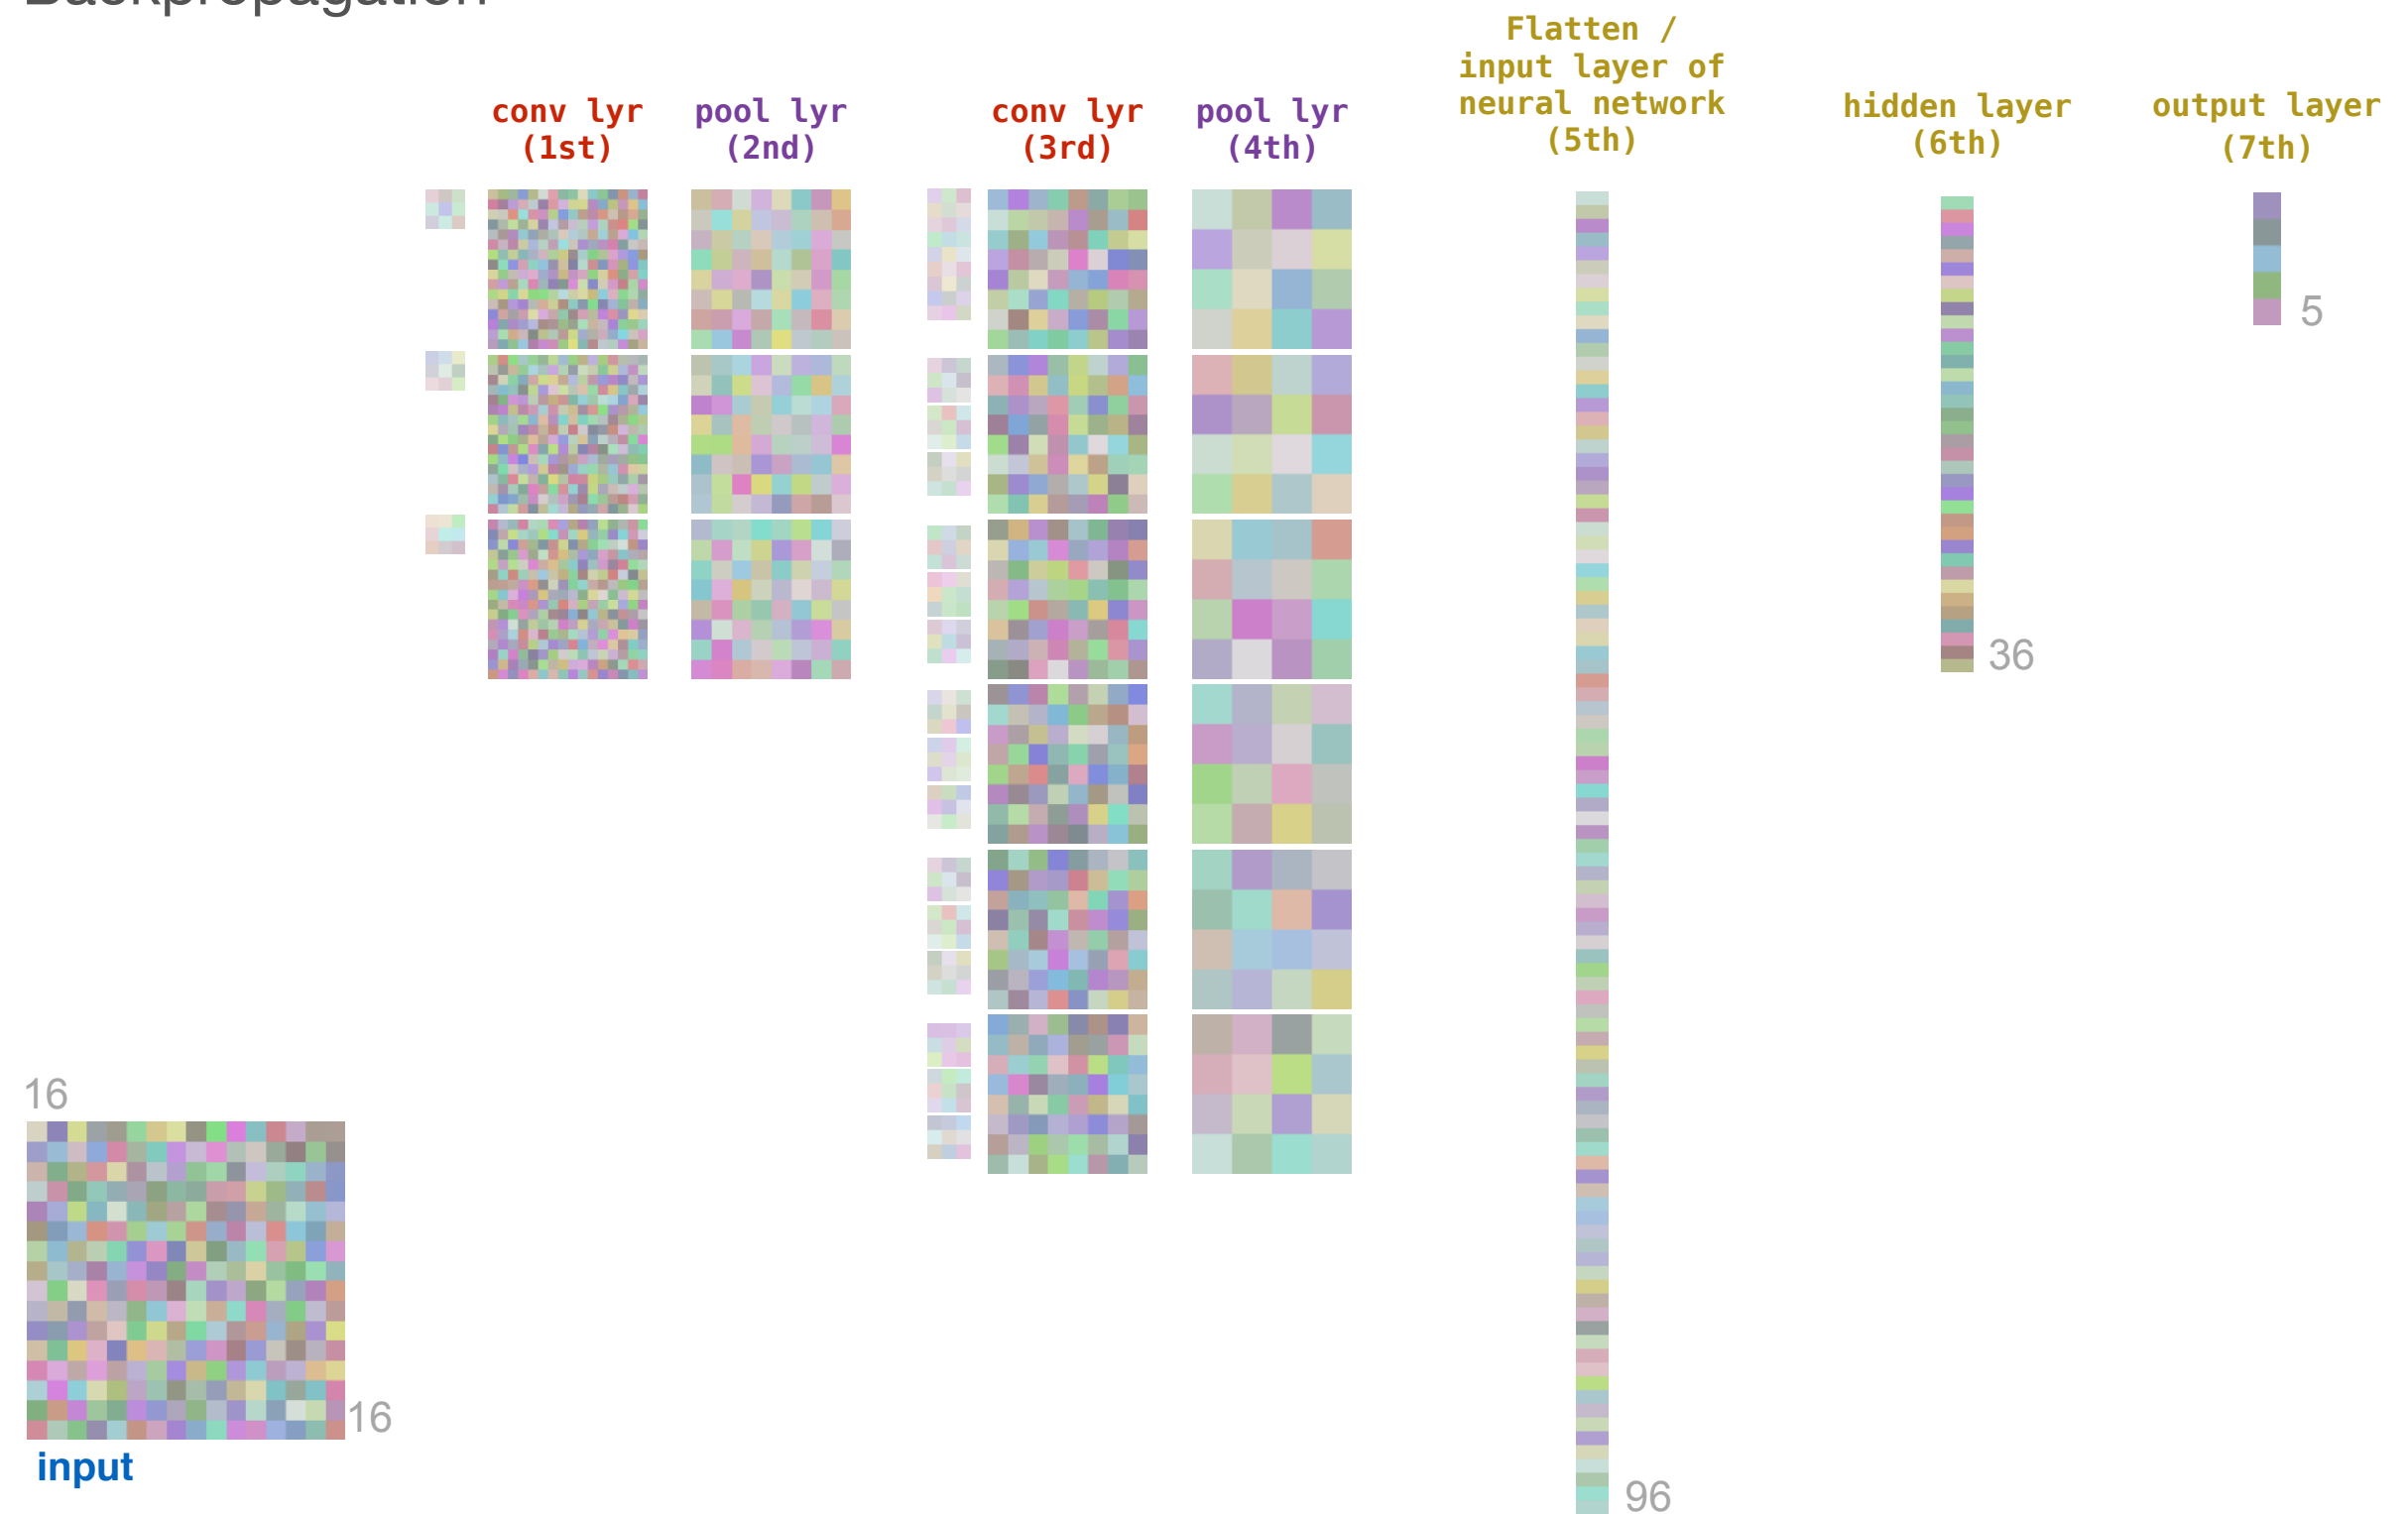 Backpropagation
Flatten /
input layer of
neural network
(5th)
conv lyr
(1st)
pool lyr
(2nd)
conv lyr
(3rd)
pool lyr
(4th)
hidden layer
(6th)
output layer
(7th)
5
36
16
16
input
96